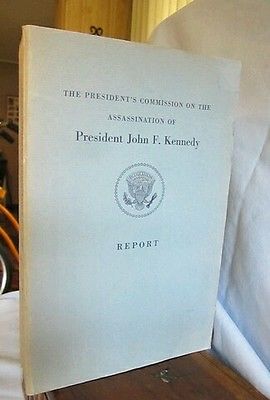 THE PRESIDENT'S COMMISSION ON THE
ASSASSINATION OF
President John F. Kennedy
REPORT